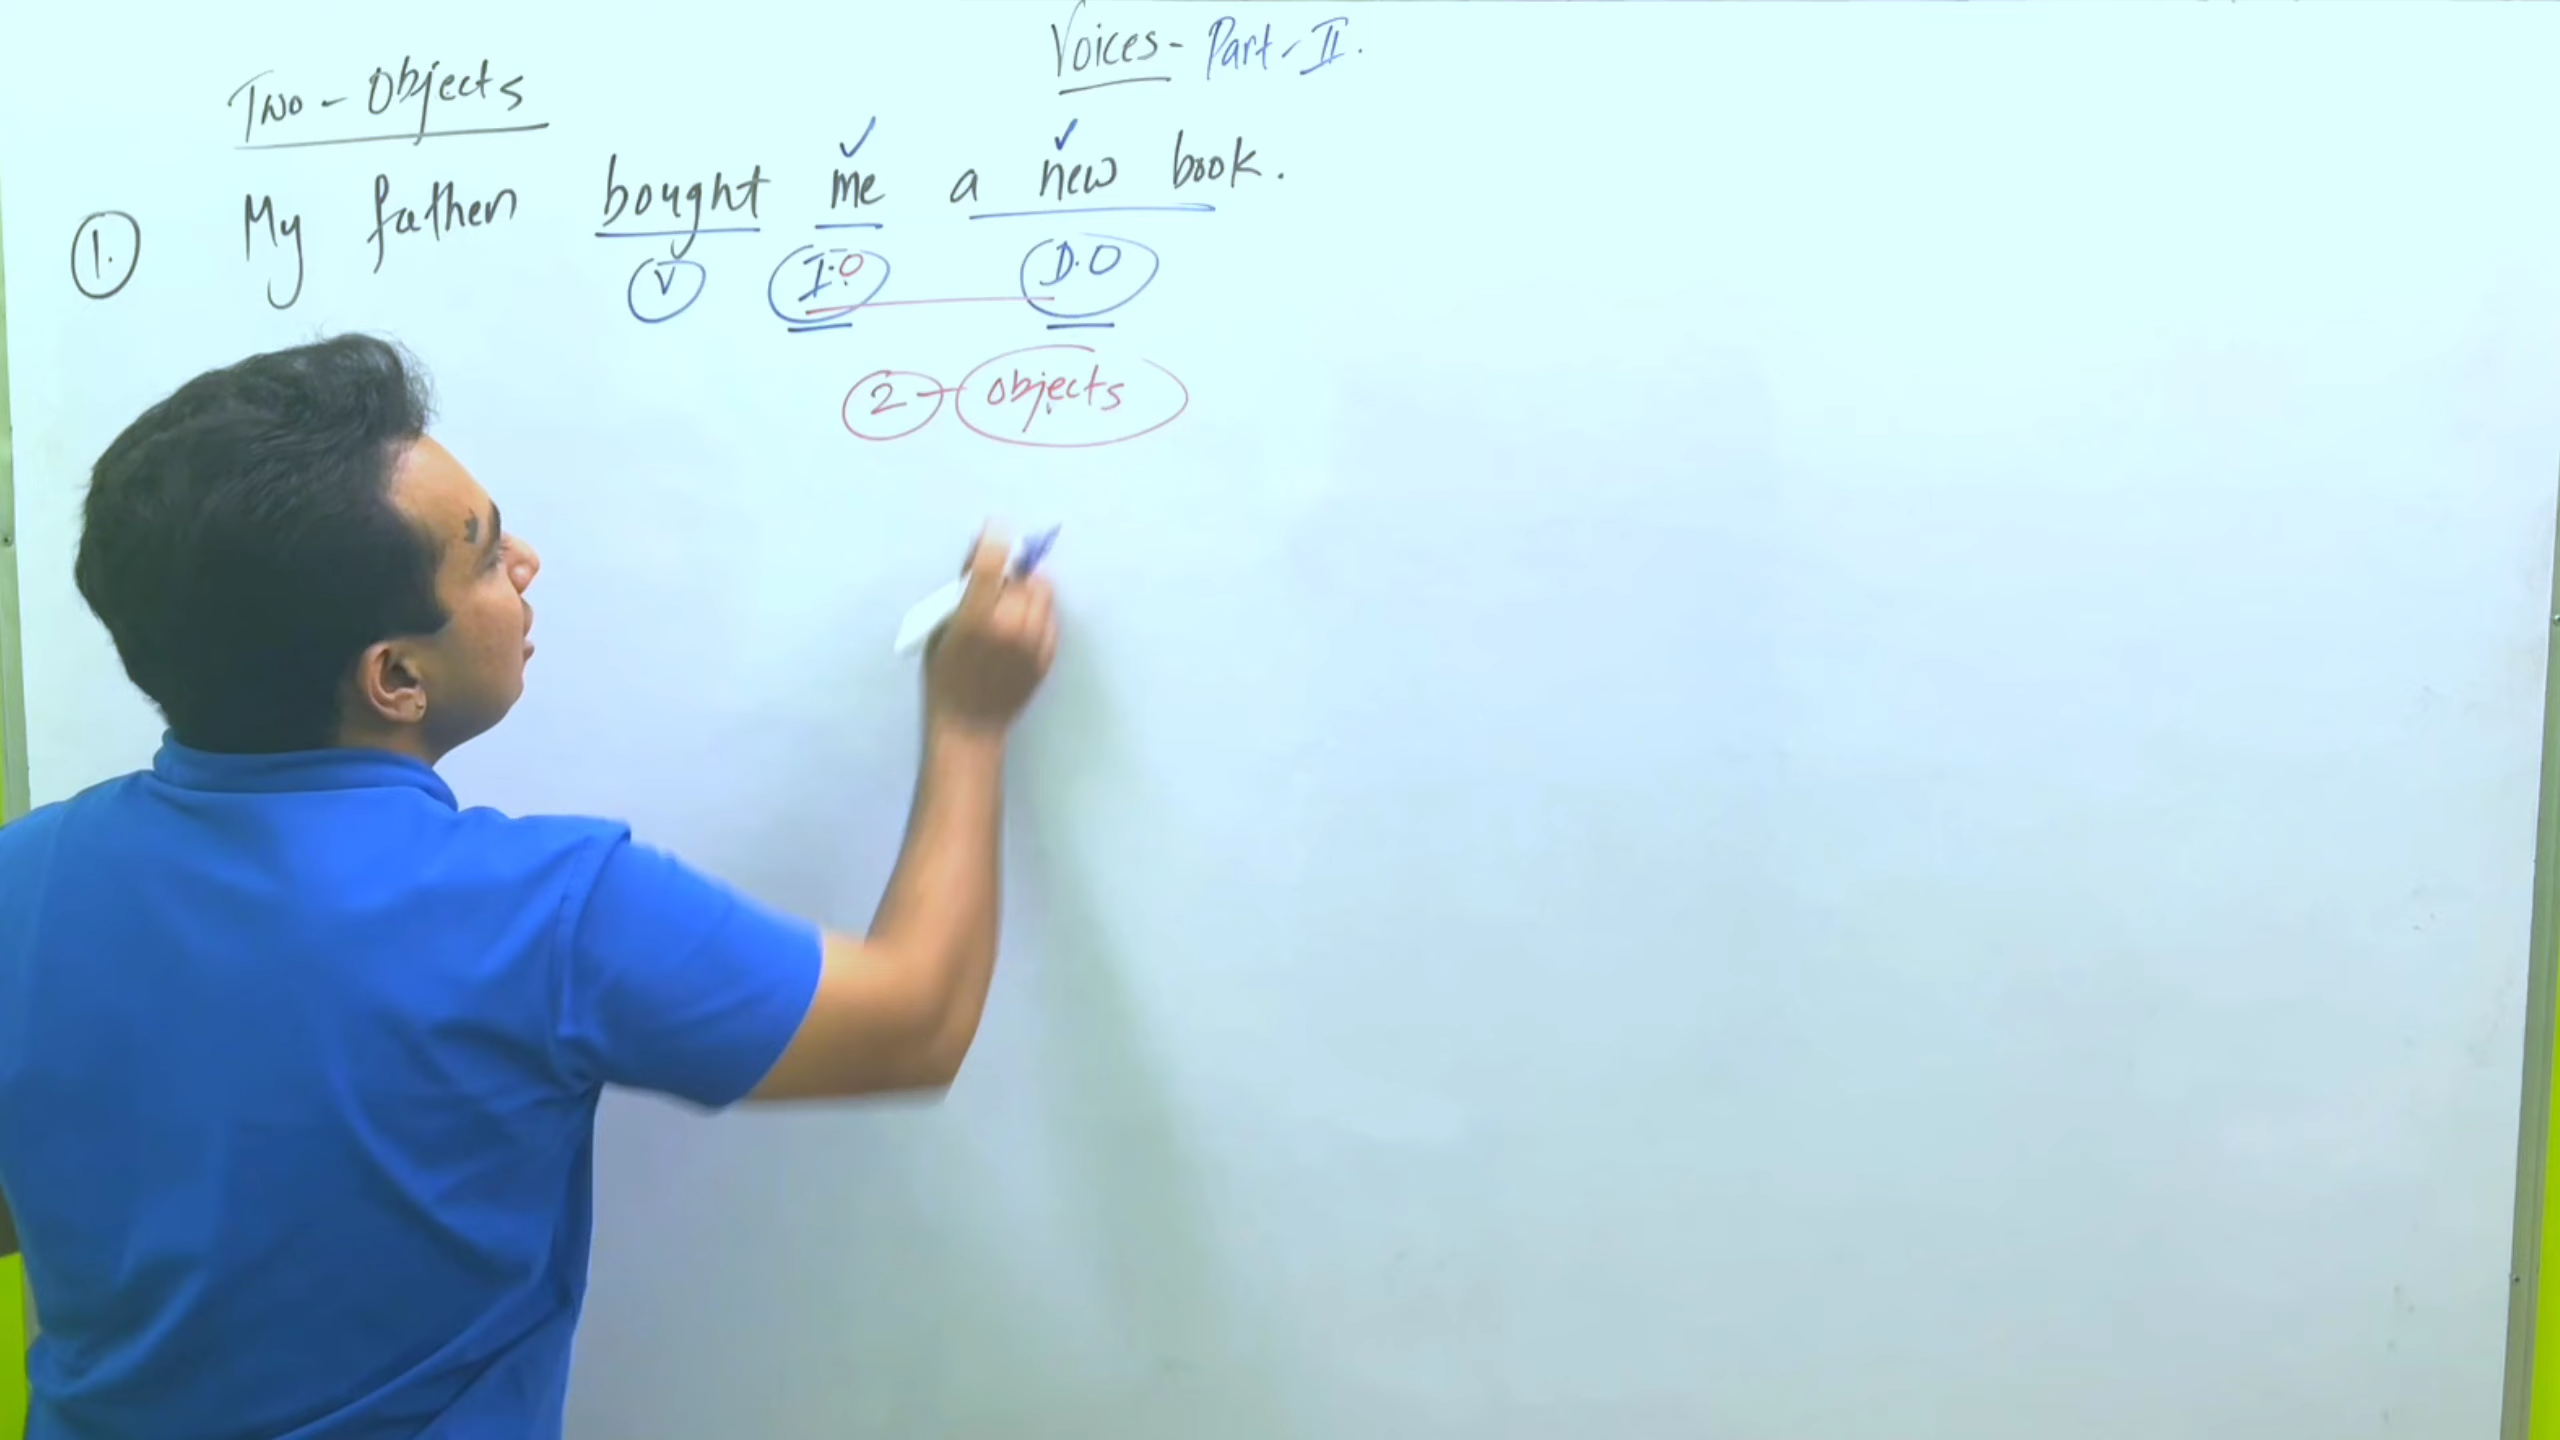 Voices - Part - II.
Two - Objects
1. My father bought me a new book.
V I.O D.O
2 - objects